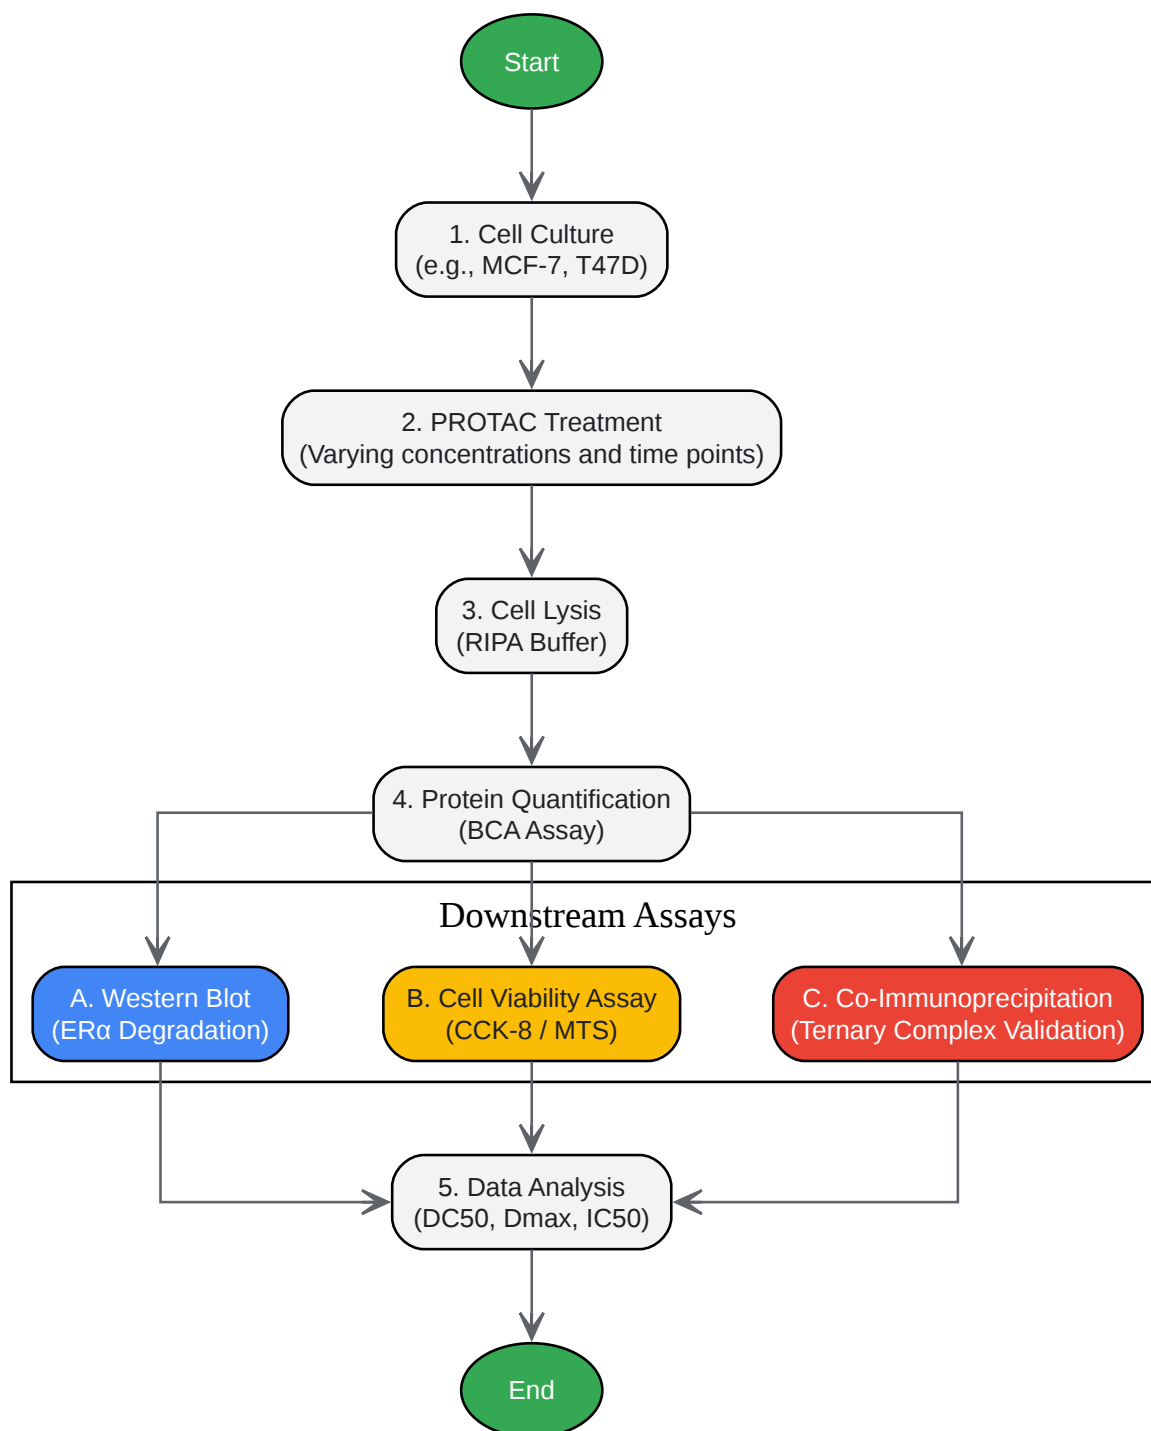 Start
1. Cell Culture
(e.g., MCF-7, T47D)
2. PROTAC Treatment
(Varying concentrations and time points)
3. Cell Lysis
(RIPA Buffer)
4. Protein Quantification
(BCA Assay)
Downstream Assays
A. Western Blot
(ERα Degradation)
B. Cell Viability Assay
(CCK-8 / MTS)
C. Co-Immunoprecipitation
(Ternary Complex Validation)
5. Data Analysis
(DC50, Dmax, IC50)
End